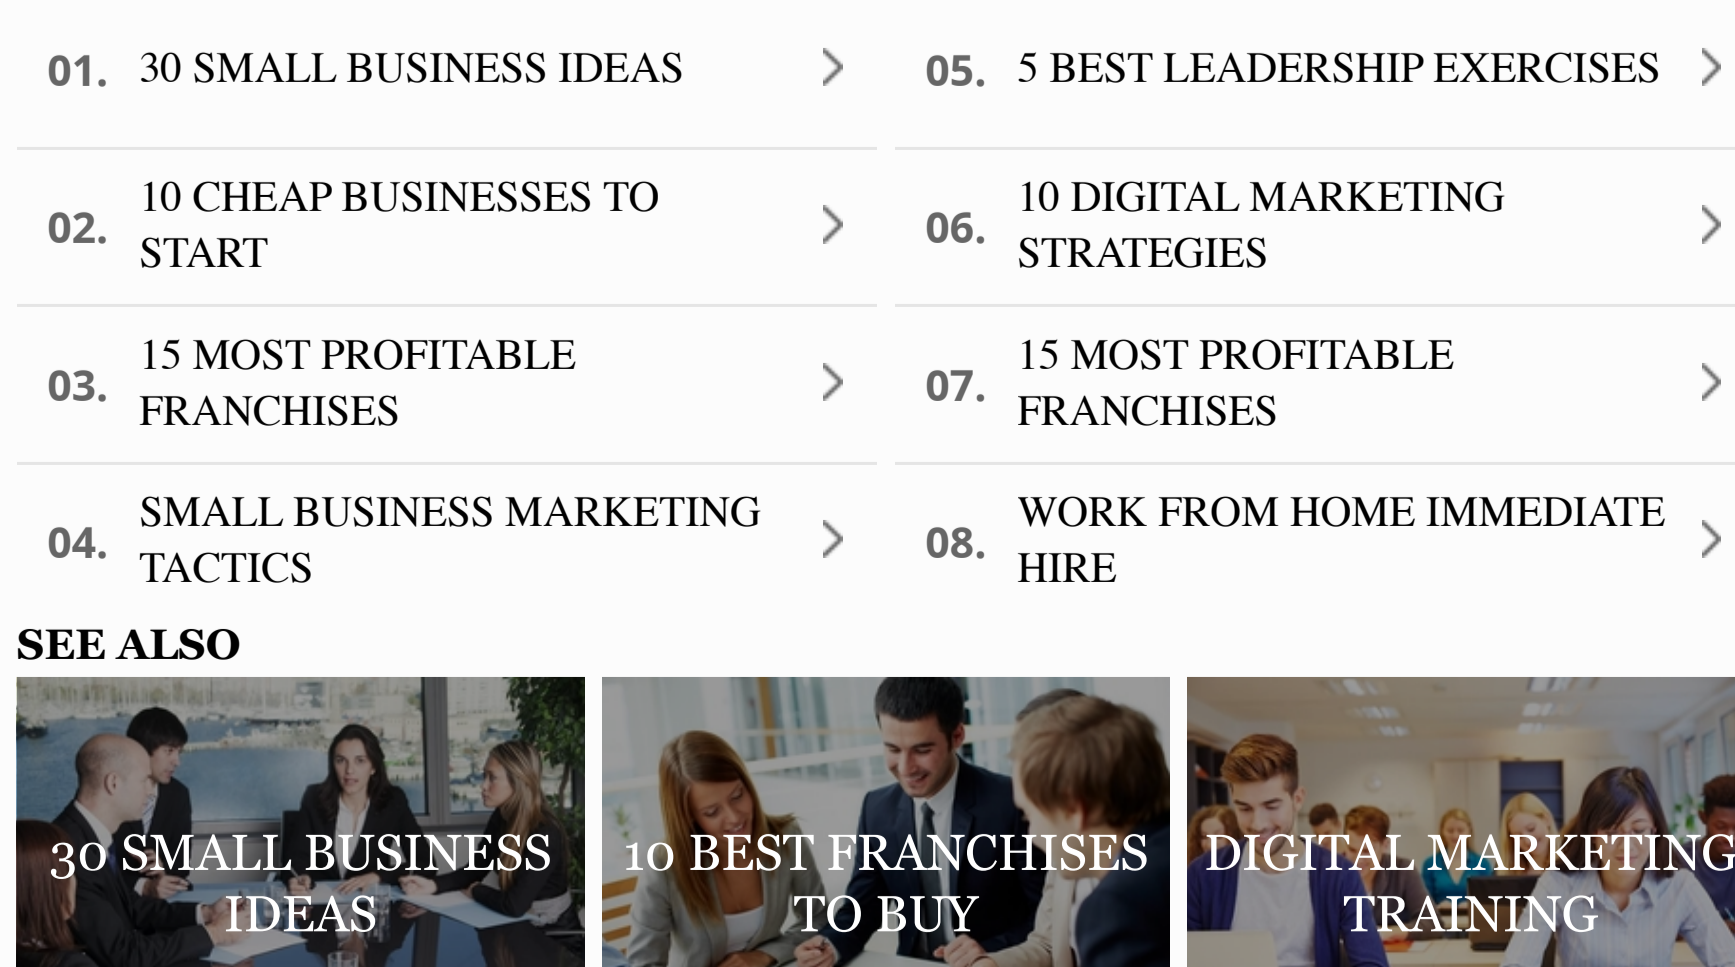 01.
30 SMALL BUSINESS IDEAS
02.
10 CHEAP BUSINESSES TO
START
03.
15 MOST PROFITABLE
FRANCHISES
04.
SMALL BUSINESS MARKETING
TACTICS
05.
5 BEST LEADERSHIP EXERCISES
06.
10 DIGITAL MARKETING
STRATEGIES
07.
15 MOST PROFITABLE
FRANCHISES
08.
WORK FROM HOME IMMEDIATE
HIRE
SEE ALSO
30 SMALL BUSINESS
IDEAS
10 BEST FRANCHISES
TO BUY
DIGITAL MARKETING
TRAINING